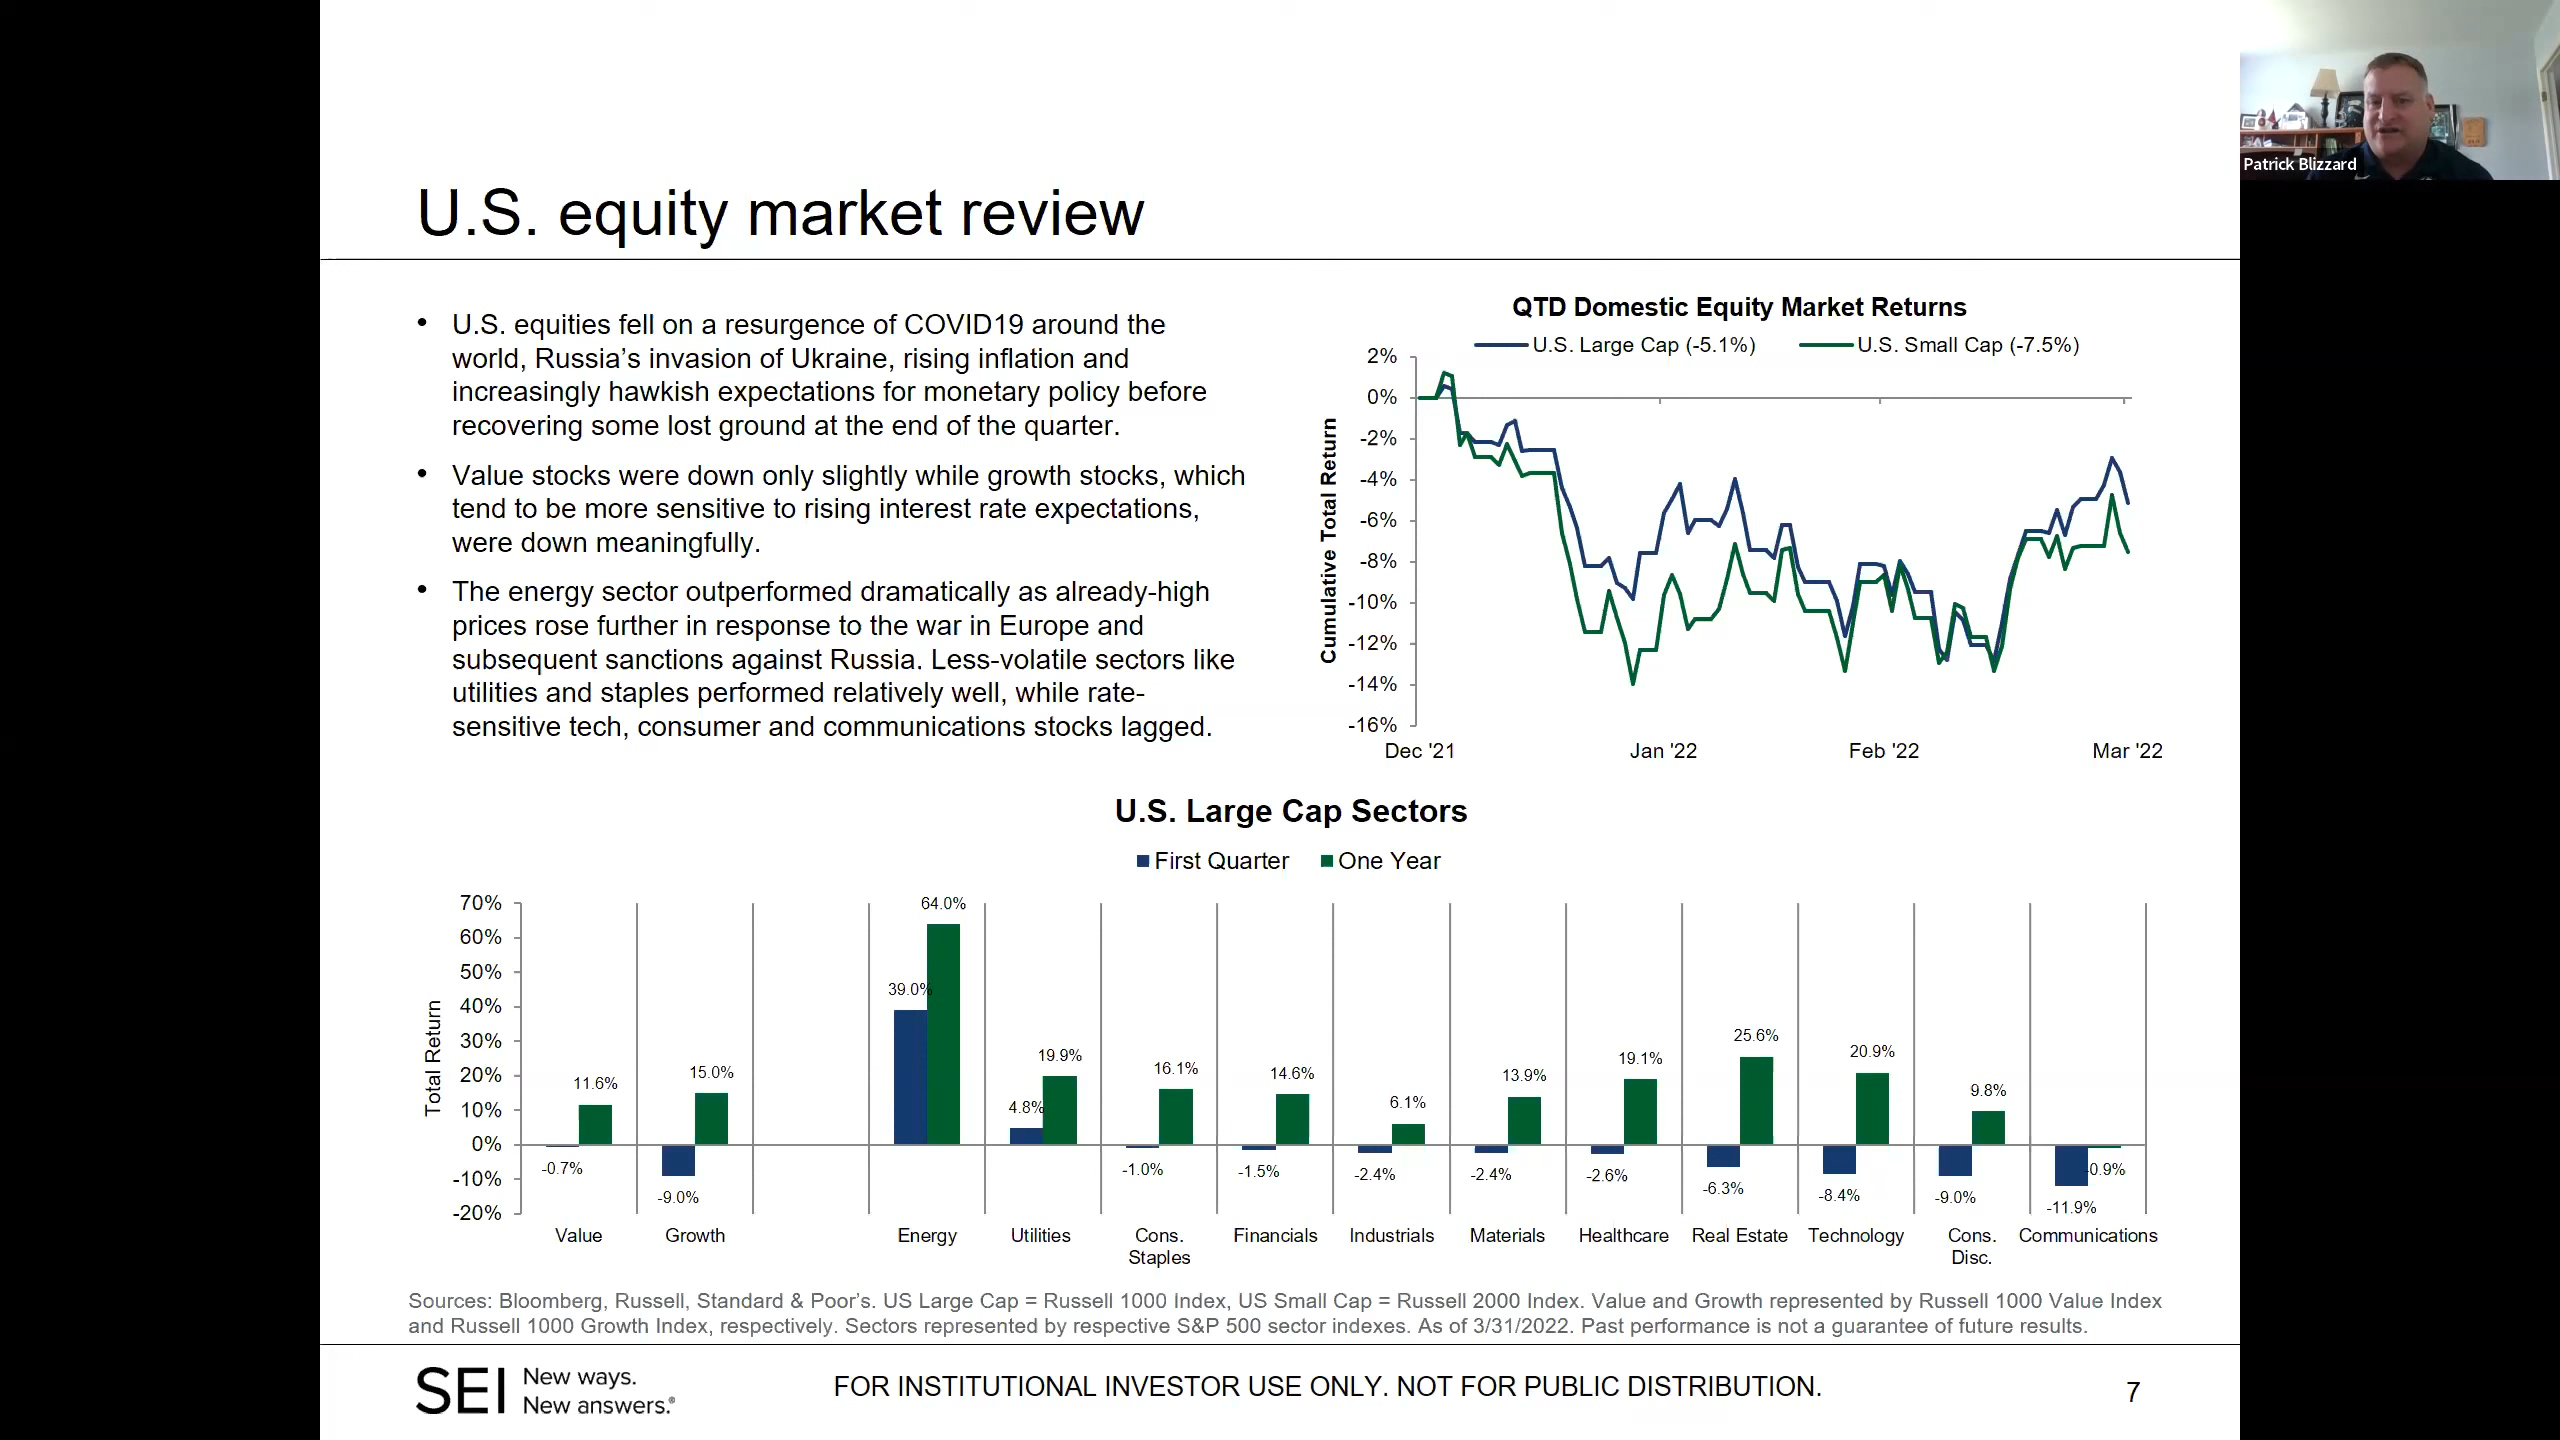 Patrick Blizzard
U.S. equity market review
• U.S. equities fell on a resurgence of COVID19 around the
world, Russia’s invasion of Ukraine, rising inflation and
increasingly hawkish expectations for monetary policy before
recovering some lost ground at the end of the quarter.
• Value stocks were down only slightly while growth stocks, which
tend to be more sensitive to rising interest rate expectations,
were down meaningfully.
• The energy sector outperformed dramatically as already-high
prices rose further in response to the war in Europe and
subsequent sanctions against Russia. Less-volatile sectors like
utilities and staples performed relatively well, while rate-
sensitive tech, consumer and communications stocks lagged.
QTD Domestic Equity Market Returns
U.S. Large Cap (-5.1%) U.S. Small Cap (-7.5%)
Cumulative Total Return
2%
0%
-2%
-4%
-6%
-8%
-10%
-12%
-14%
-16%
Dec '21 Jan '22 Feb '22 Mar '22
U.S. Large Cap Sectors
First Quarter One Year
Total Return
70%
60%
50%
40%
30%
20%
10%
0%
-10%
-20%
-0.7% 11.6%
-9.0% 15.0%
39.0% 64.0%
4.8% 19.9%
-1.0% 16.1%
-1.5% 14.6%
-2.4% 6.1%
-2.4% 13.9%
-2.6% 19.1%
-6.3% 25.6%
-8.4% 20.9%
-9.0% 9.8%
-11.9% -0.9%
Value Growth Energy Utilities Cons. Staples Financials Industrials Materials Healthcare Real Estate Technology Cons. Disc. Communications
Sources: Bloomberg, Russell, Standard & Poor’s. US Large Cap = Russell 1000 Index, US Small Cap = Russell 2000 Index. Value and Growth represented by Russell 1000 Value Index
and Russell 1000 Growth Index, respectively. Sectors represented by respective S&P 500 sector indexes. As of 3/31/2022. Past performance is not a guarantee of future results.
SEI New ways.
New answers.®
FOR INSTITUTIONAL INVESTOR USE ONLY. NOT FOR PUBLIC DISTRIBUTION.
7